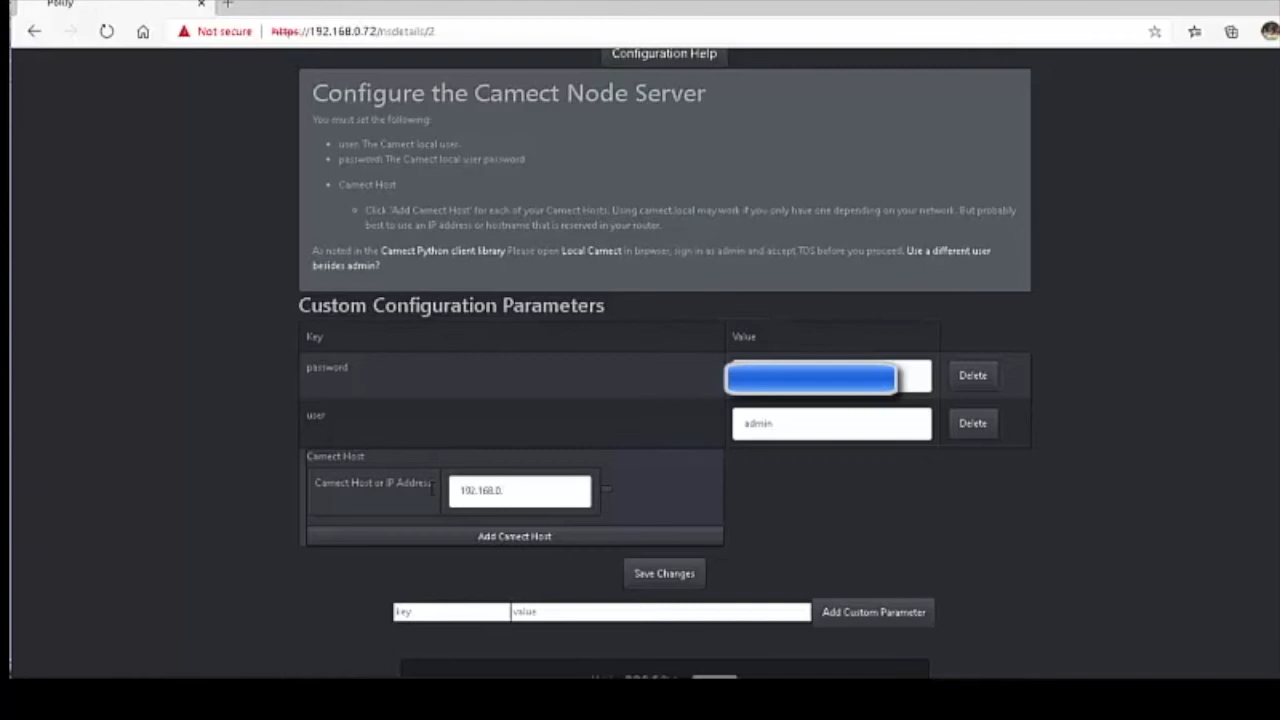 Polisy
Not secure https://192.168.0.72/nsdetails/2
Configuration Help
Configure the Camect Node Server
You must set the following:
user: The Camect local user.
password: The Camect local user password
Camect Host
Click 'Add Camect Host' for each of your Camect Hosts. Using camect.local may work if you only have one depending on your network. But probably
best to use an IP address or hostname that is reserved in your router.
As noted in the Camect Python client library Please open Local Camect in browser, sign in as admin and accept TOS before you proceed. Use a different user
besides admin?
Custom Configuration Parameters
Key Value
password Delete
user admin Delete
Camect Host
Camect Host or IP Address 192.168.0.
Add Camect Host
Save Changes
key value Add Custom Parameter